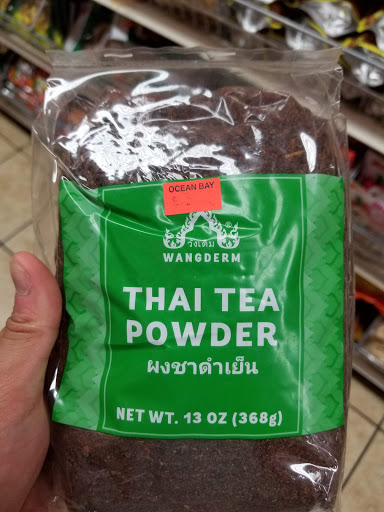 OCEAN BAY
วังเดิม
®
WANGDERM
THAI TEA
POWDER
ผงชาดำเย็น
NET WT. 13 OZ (368g)